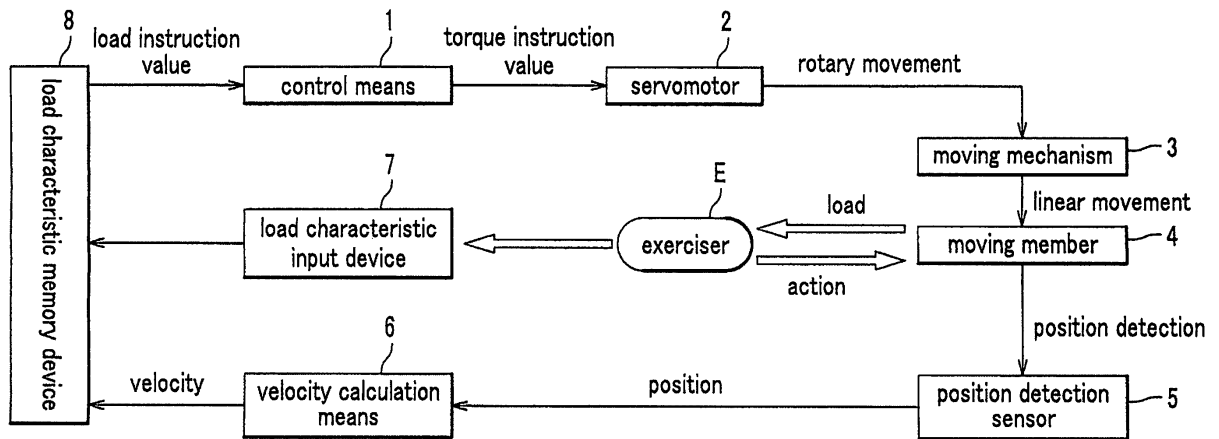 8
load characteristic memory device
load instruction
value
1
control means
torque instruction
value
2
servomotor
rotary movement
moving mechanism
3
linear movement
moving member
4
7
load characteristic
input device
E
exerciser
load
action
position detection
6
velocity calculation
means
velocity
position
position detection
sensor
5